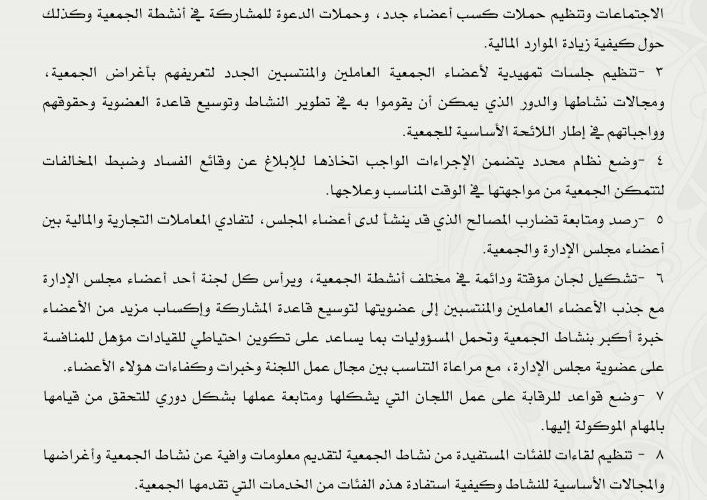 الاجتماعات وتنظيم حملات كسب أعضاء جدد، وحملات الدعوة للمشاركة في أنشطة الجمعية وكذلك
حول كيفية زيادة الموارد المالية.
٣ -تنظيم جلسات تمهيدية لأعضاء الجمعية العاملين والمنتسبين الجدد لتعريفهم بأغراض الجمعية،
ومجالات نشاطها والدور الذي يمكن أن يقوموا به في تطوير النشاط وتوسيع قاعدة العضوية وحقوقهم
وواجباتهم في إطار اللائحة الأساسية للجمعية.
٤ -وضع نظام محدد يتضمن الإجراءات الواجب اتخاذها للإبلاغ عن وقائع الفساد وضبط المخالفات
لتتمكن الجمعية من مواجهتها في الوقت المناسب وعلاجها.
٥ -رصد ومتابعة تضارب المصالح الذي قد ينشأ لدى أعضاء المجلس، لتفادي المعاملات التجارية والمالية بين
أعضاء مجلس الإدارة والجمعية.
٦ -تشكيل لجان مؤقتة ودائمة في مختلف أنشطة الجمعية، ويرأس كل لجنة أحد أعضاء مجلس الإدارة
مع جذب الأعضاء العاملين والمنتسبين إلى عضويتها لتوسيع قاعدة المشاركة وإكساب مزيد من الأعضاء
خبرة أكبر بنشاط الجمعية وتحمل المسؤوليات بما يساعد على تكوين احتياطي للقيادات مؤهل للمنافسة
على عضوية مجلس الإدارة، مع مراعاة التناسب بين مجال عمل اللجنة وخبرات وكفاءات هؤلاء الأعضاء.
٧ -وضع قواعد للرقابة على عمل اللجان التي يشكلها ومتابعة عملها بشكل دوري للتحقق من قيامها
بالمهام الموكولة إليها.
٨ - تنظيم لقاءات للفئات المستفيدة من نشاط الجمعية لتقديم معلومات وافية عن نشاط الجمعية وأغراضها
والمجالات الأساسية للنشاط وكيفية استفادة هذه الفئات من الخدمات التي تقدمها الجمعية.